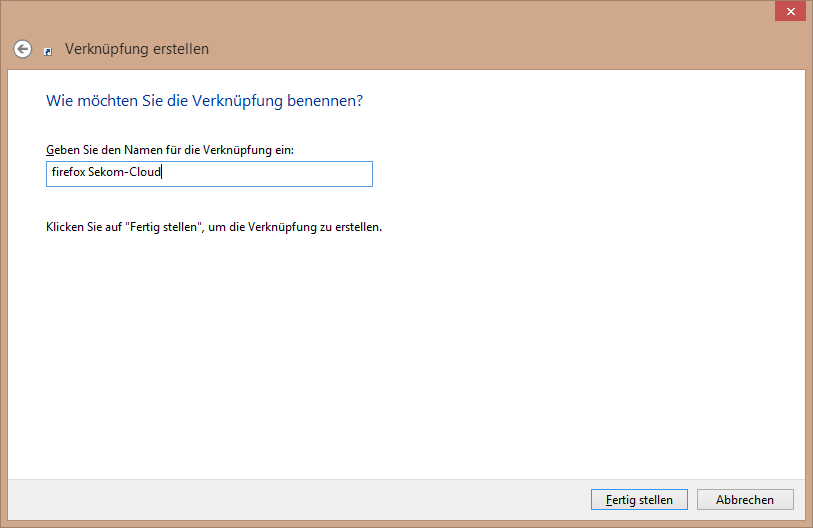 Verknüpfung erstellen
Wie möchten Sie die Verknüpfung benennen?
Geben Sie den Namen für die Verknüpfung ein:
firefox Sekom-Cloud
Klicken Sie auf "Fertig stellen", um die Verknüpfung zu erstellen.
Fertig stellen Abbrechen